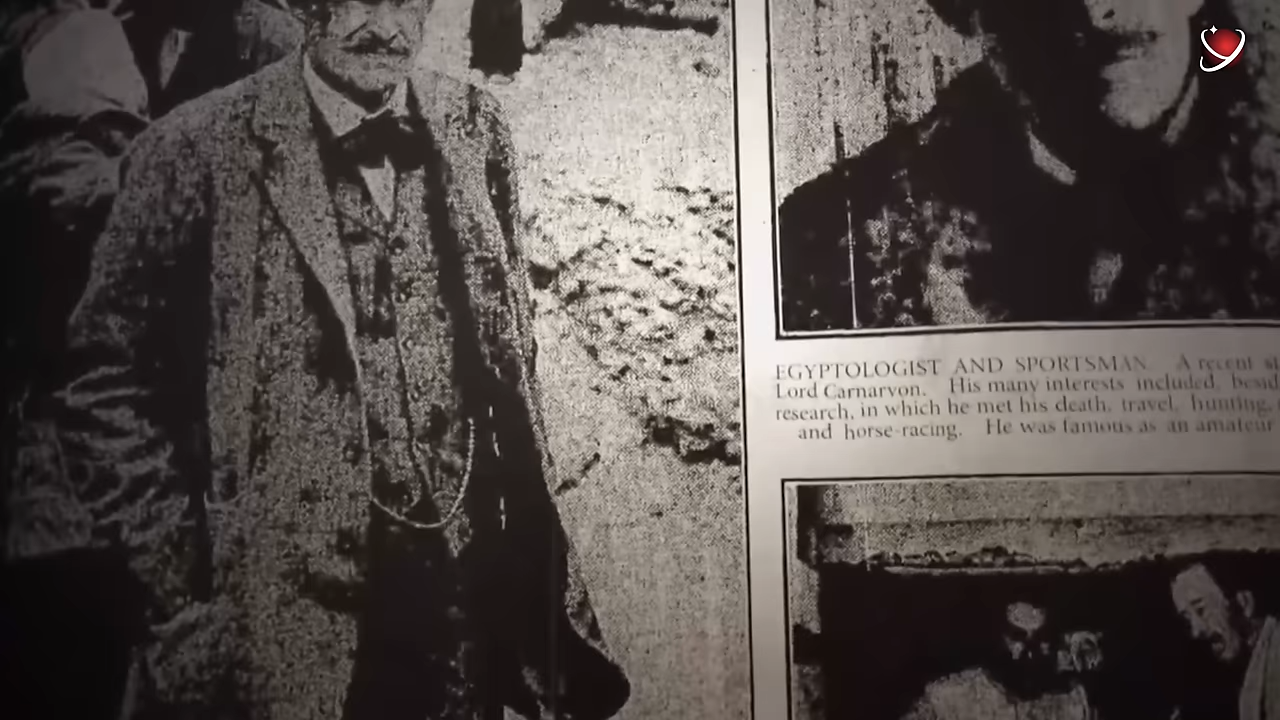 EGYPTOLOGIST AND SPORTSMAN. A recent
Lord Carnarvon. His many interests included,
research, in which he met his death, travel, hunting,
and horse-racing. He was famous as an amateur